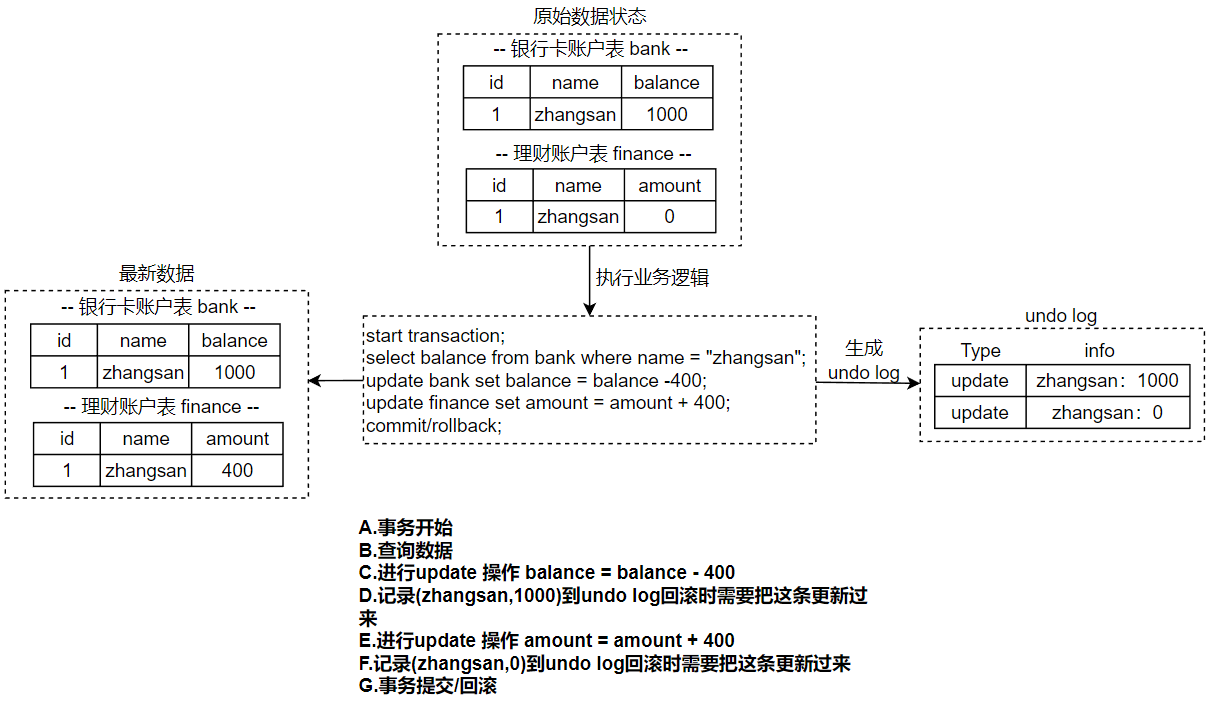 原始数据状态
-- 银行卡账户表 bank --
id name balance
1 zhangsan 1000
-- 理财账户表 finance --
id name amount
1 zhangsan 0
执行业务逻辑
最新数据
-- 银行卡账户表 bank --
id name balance
1 zhangsan 1000
-- 理财账户表 finance --
id name amount
1 zhangsan 400
start transaction;
select balance from bank where name = "zhangsan";
update bank set balance = balance -400;
update finance set amount = amount + 400;
commit/rollback;
生成
undo log
undo log
Type info
update zhangsan：1000
update zhangsan：0
A.事务开始
B.查询数据
C.进行update 操作 balance = balance - 400
D.记录(zhangsan,1000)到undo log回滚时需要把这条更新过
来
E.进行update 操作 amount = amount + 400
F.记录(zhangsan,0)到undo log回滚时需要把这条更新过来
G.事务提交/回滚